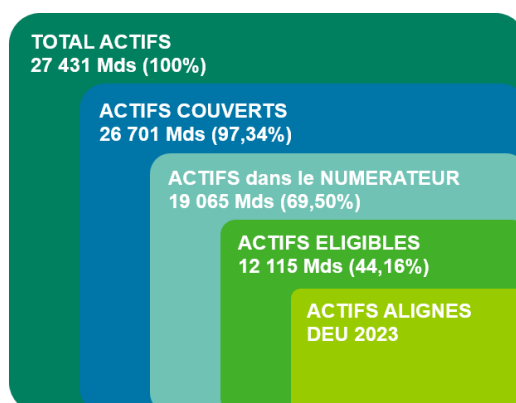 TOTAL ACTIFS
27 431 Mds (100%)
ACTIFS COUVERTS
26 701 Mds (97,34%)
ACTIFS dans le NUMERATEUR
19 065 Mds (69,50%)
ACTIFS ELIGIBLES
12 115 Mds (44,16%)
ACTIFS ALIGNES
DEU 2023